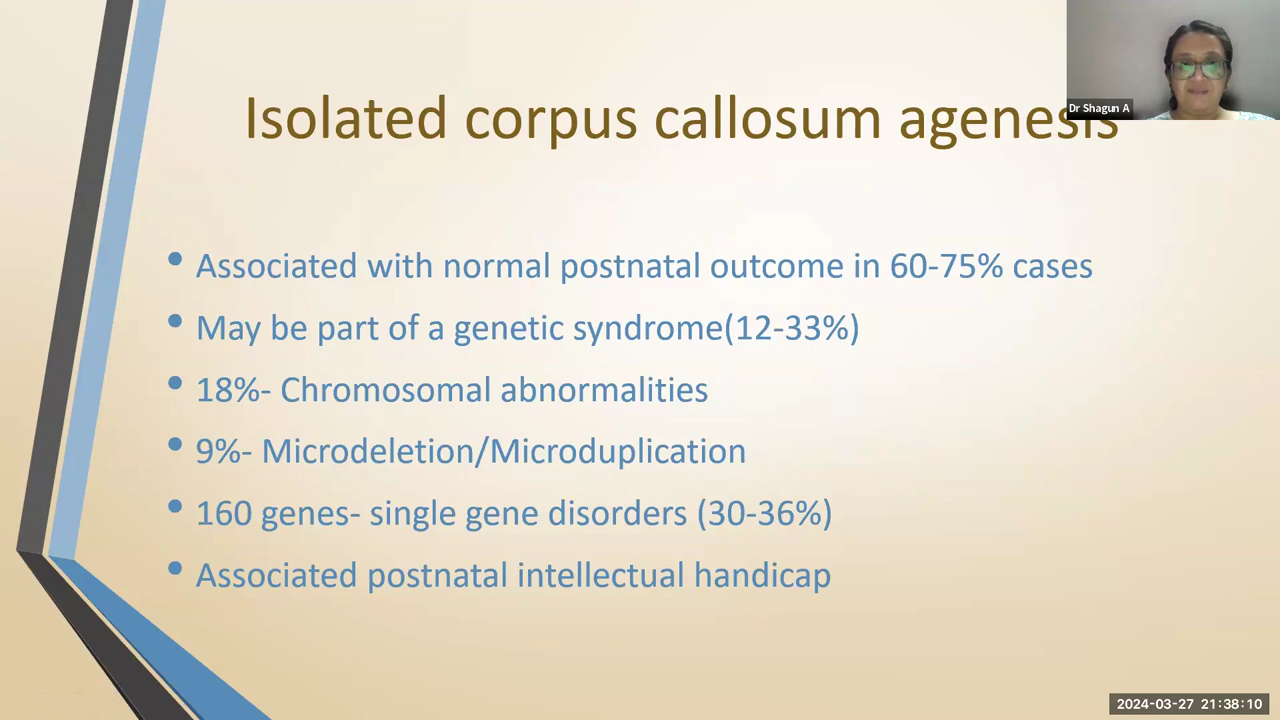 Isolated corpus callosum agenesis
Dr Shagun A
• Associated with normal postnatal outcome in 60-75% cases
• May be part of a genetic syndrome(12-33%)
• 18%- Chromosomal abnormalities
• 9%- Microdeletion/Microduplication
• 160 genes- single gene disorders (30-36%)
• Associated postnatal intellectual handicap
2024-03-27 21:38:10